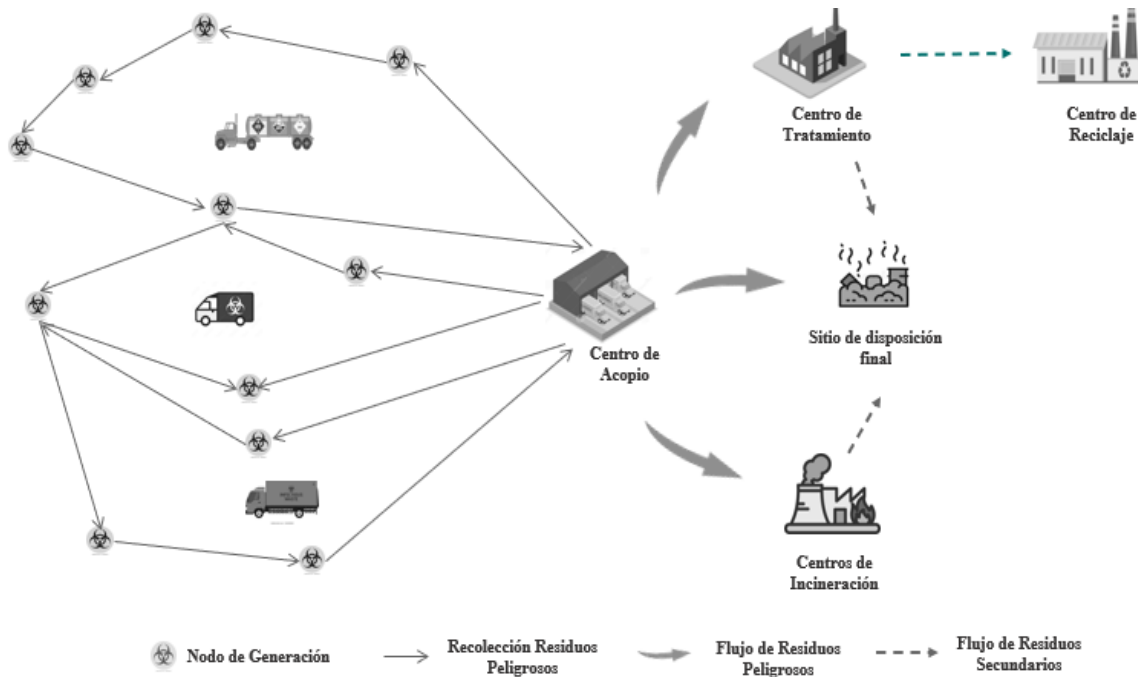 Centro de
Tratamiento
Centro de
Reciclaje
Centro de
Acopio
Sitio de disposición
final
Centros de
Incineración
Nodo de Generación
Recolección Residuos
Peligrosos
Flujo de Residuos
Peligrosos
Flujo de Residuos
Secundarios